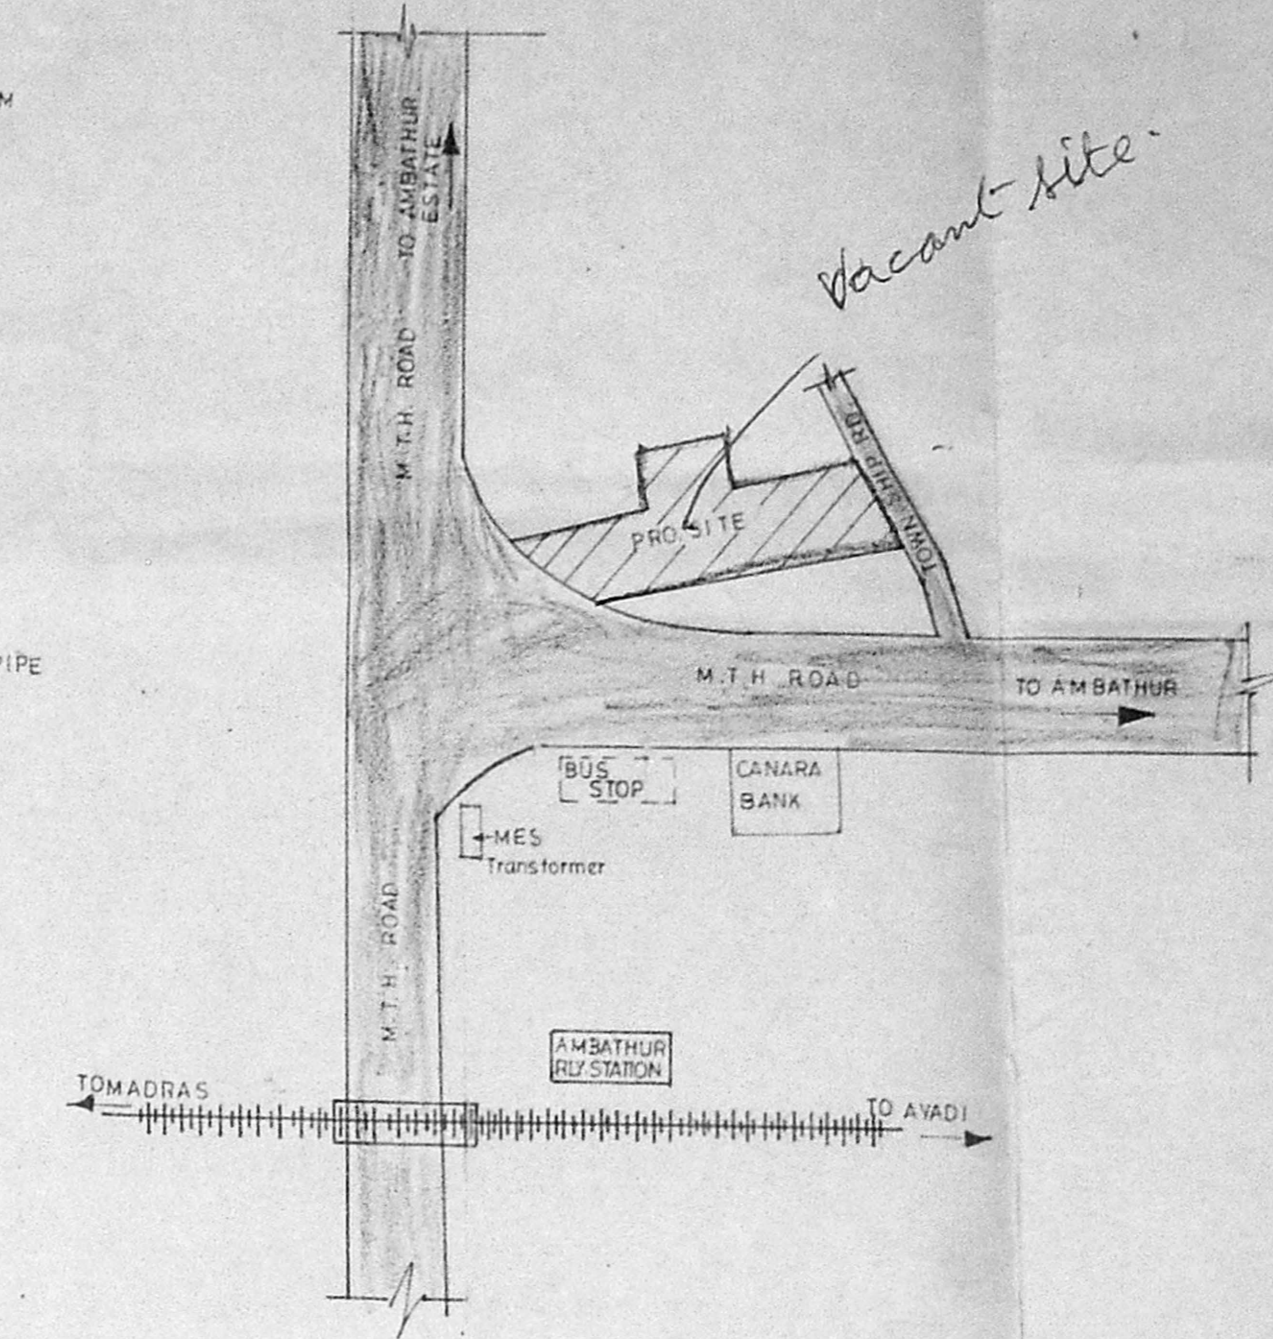 M
TO AMBATHUR
ESTATE
M.T.H. ROAD
Vacant site.
TOWN SHIP RD.
PRO. SITE
PIPE
M.T.H ROAD
TO AMBATHUR
BUS
STOP
CANARA
BANK
MES
Transformer
M.T.H. ROAD
AMBATHUR
RLY.STATION
TO MADRAS
TO AVADI